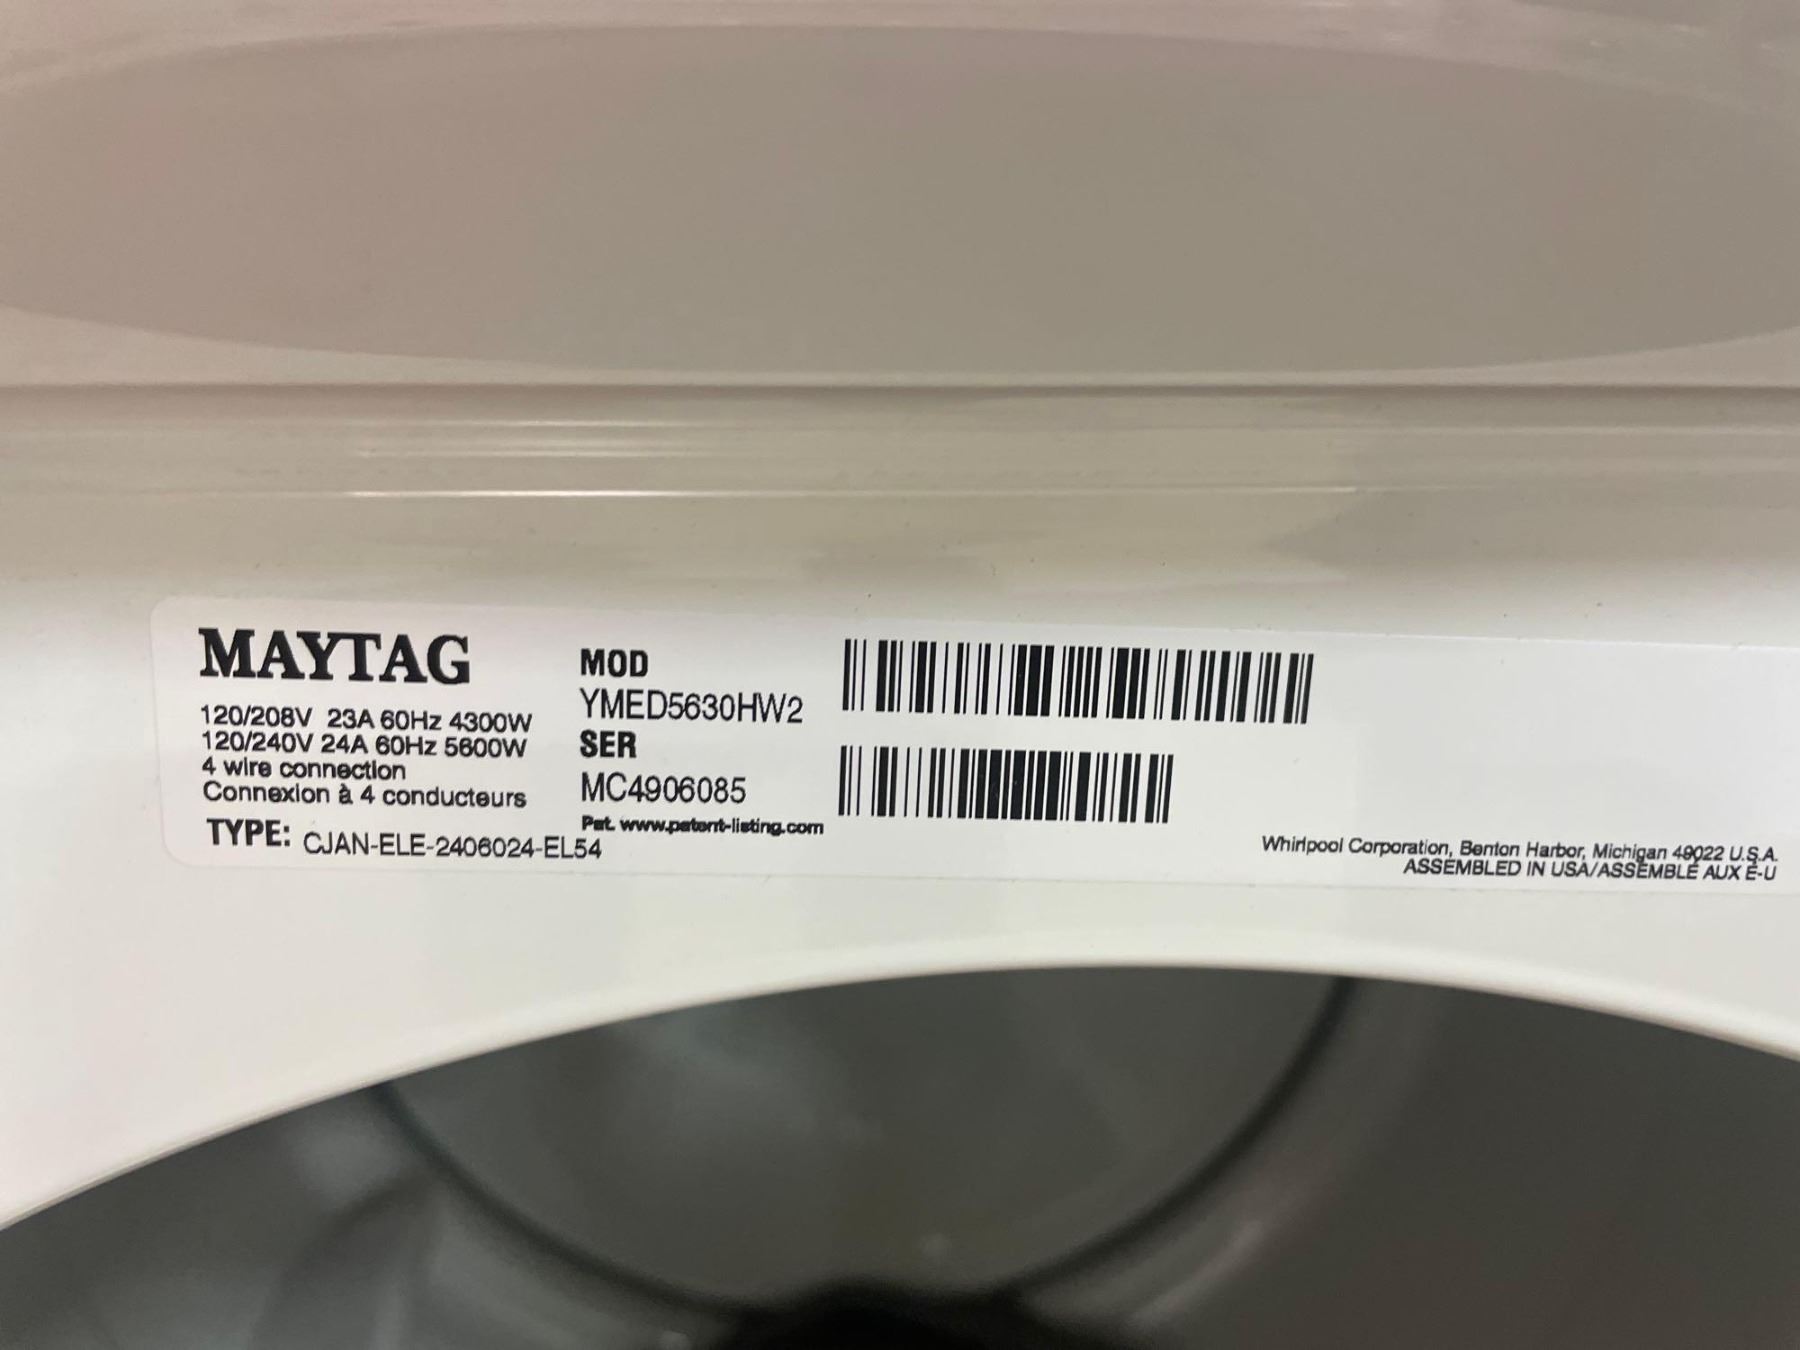 MAYTAG
120/208V 23A 60Hz 4300W
120/240V 24A 60Hz 5600W
4 wire connection
Connexion à 4 conducteurs
TYPE: CJAN-ELE-2406024-EL54
MOD
YMED5630HW2
SER
MC4906085
Pat. www.patent-listing.com
Whirlpool Corporation, Benton Harbor, Michigan 49022 U.S.A.
ASSEMBLED IN USA/ASSEMBLÉ AUX É-U